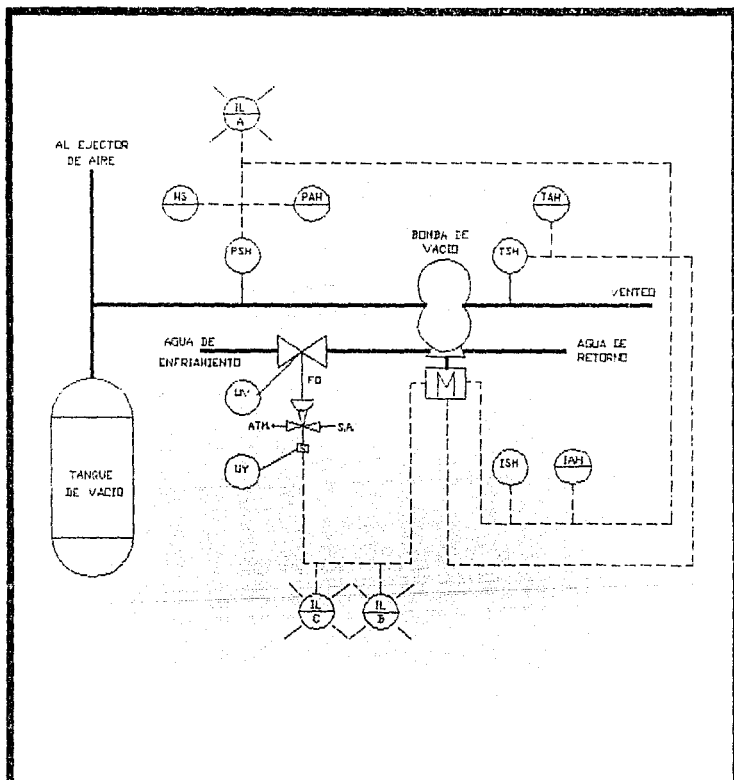 IL
A
AL EJECTOR
DE AIRE
HS
PAH
TAH
BOMBA DE
VACIO
PSH
TSH
VENTEO
AGUA DE
ENFRIAMIENTO
AGUA DE
RETORNO
FO
M
ATM.
S.A.
UY
ISH
IAH
TANQUE
DE VACIO
IL
C
IL
B